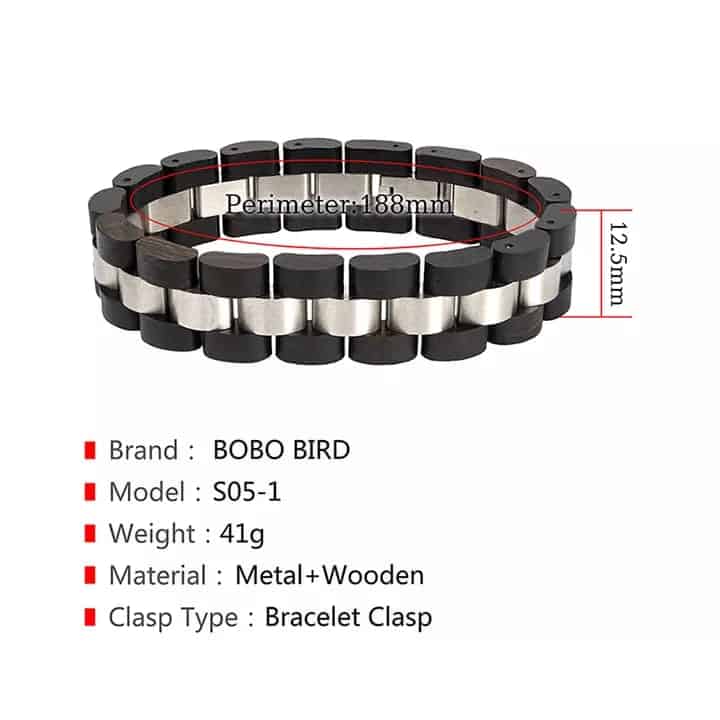 Perimeter:188mm
12.5mm
Brand : BOBO BIRD
Model : S05-1
Weight : 41g
Material : Metal+Wooden
Clasp Type : Bracelet Clasp